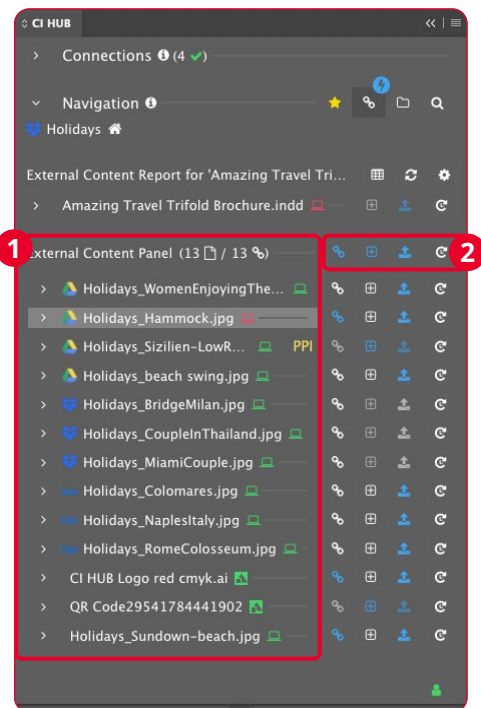 CI HUB
Connections (4 ✓)
Navigation
Holidays
External Content Report for 'Amazing Travel Tri...
Amazing Travel Trifold Brochure.indd
1
External Content Panel (13 / 13)
2
Holidays_WomenEnjoyingThe...
Holidays_Hammock.jpg
Holidays_Sizilien-LowR... PPI
Holidays_beach swing.jpg
Holidays_BridgeMilan.jpg
Holidays_CoupleInThailand.jpg
Holidays_MiamiCouple.jpg
Holidays_Colomares.jpg
Holidays_NaplesItaly.jpg
Holidays_RomeColosseum.jpg
CI HUB Logo red cmyk.ai
QR Code29541784441902
Holidays_Sundown-beach.jpg